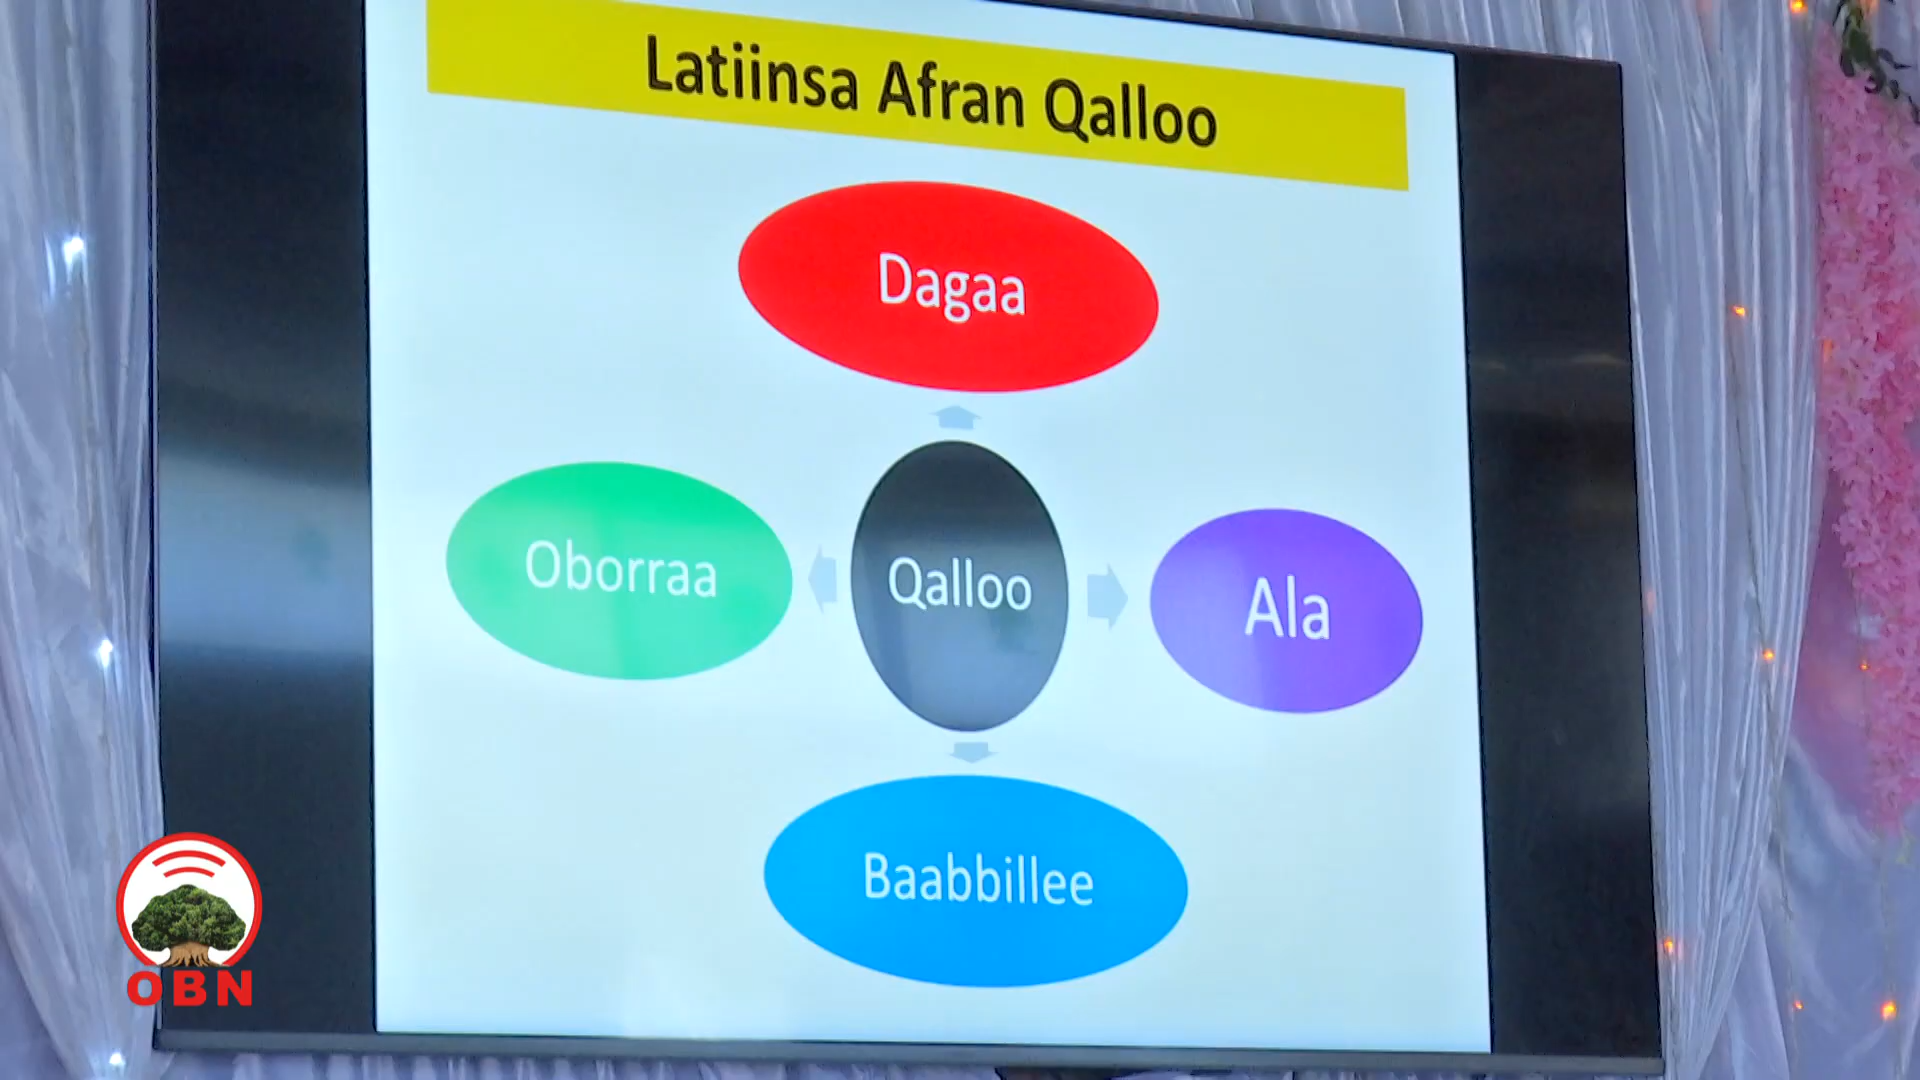 Latiinsa Afran Qalloo
Dagaa
Oborraa
Qalloo
Ala
Baabbillee
OBN